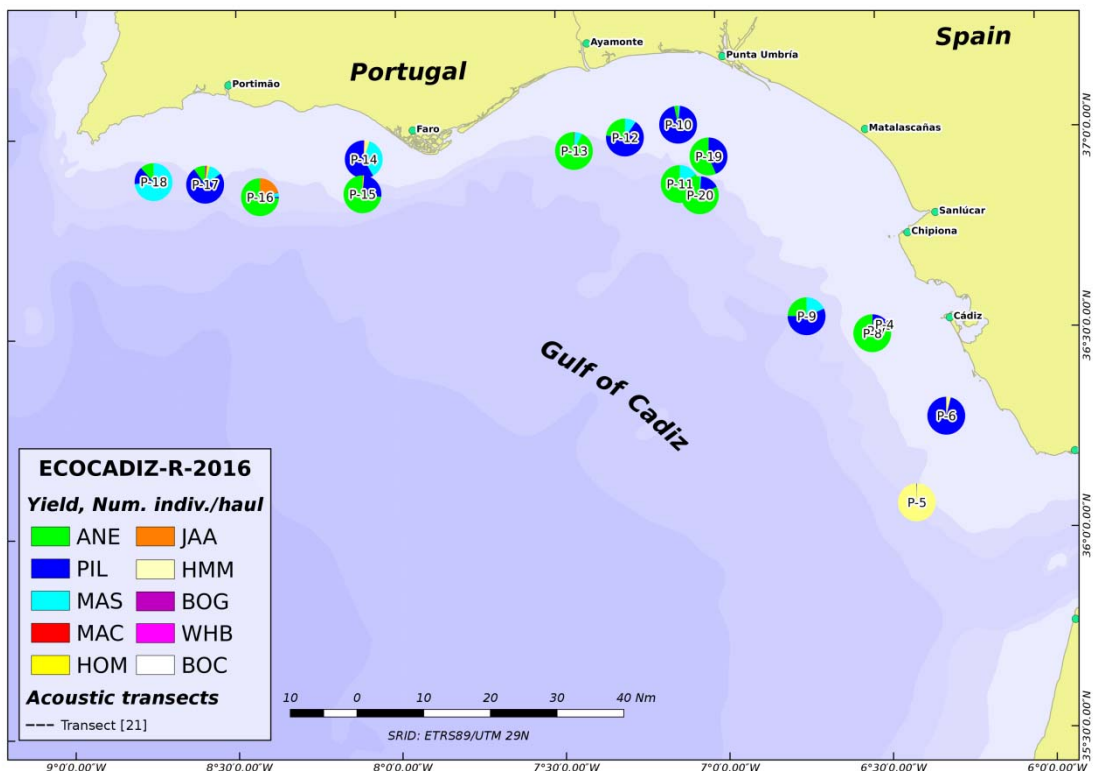 Spain
Ayamonte
Punta Umbría
Portugal
Portimão
Faro
Matalascañas
Sanlúcar
Chipiona
Cádiz
P-10
P-12
P-13
P-14
P-19
P-18
P-17
P-16
P-15
P-11
P-20
P-9
P-4
P-8
P-6
P-5
Gulf of Cadiz
ECOCADIZ-R-2016
Yield, Num. indiv./haul
ANE JAA
PIL HMM
MAS BOG
MAC WHB
HOM BOC
Acoustic transects
Transect [21]
10 0 10 20 30 40 Nm
SRID: ETRS89/UTM 29N
37°0'0.00"N
36°30'0.00"N
36°0'0.00"N
35°30'0.00"N
9°0'0.00"W 8°30'0.00"W 8°0'0.00"W 7°30'0.00"W 7°0'0.00"W 6°30'0.00"W 6°0'0.00"W